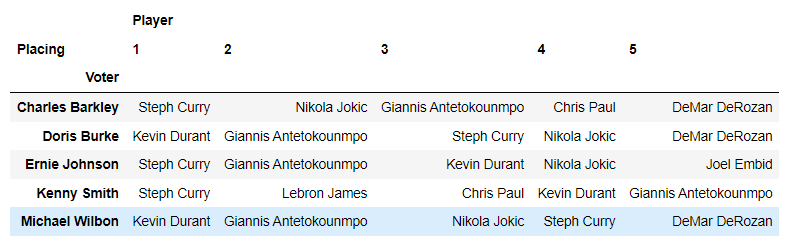 Player
Placing 1 2 3 4 5
Voter
Charles Barkley Steph Curry Nikola Jokic Giannis Antetokounmpo Chris Paul DeMar DeRozan
Doris Burke Kevin Durant Giannis Antetokounmpo Steph Curry Nikola Jokic DeMar DeRozan
Ernie Johnson Steph Curry Giannis Antetokounmpo Kevin Durant Nikola Jokic Joel Embid
Kenny Smith Steph Curry Lebron James Chris Paul Kevin Durant Giannis Antetokounmpo
Michael Wilbon Kevin Durant Giannis Antetokounmpo Nikola Jokic Steph Curry DeMar DeRozan